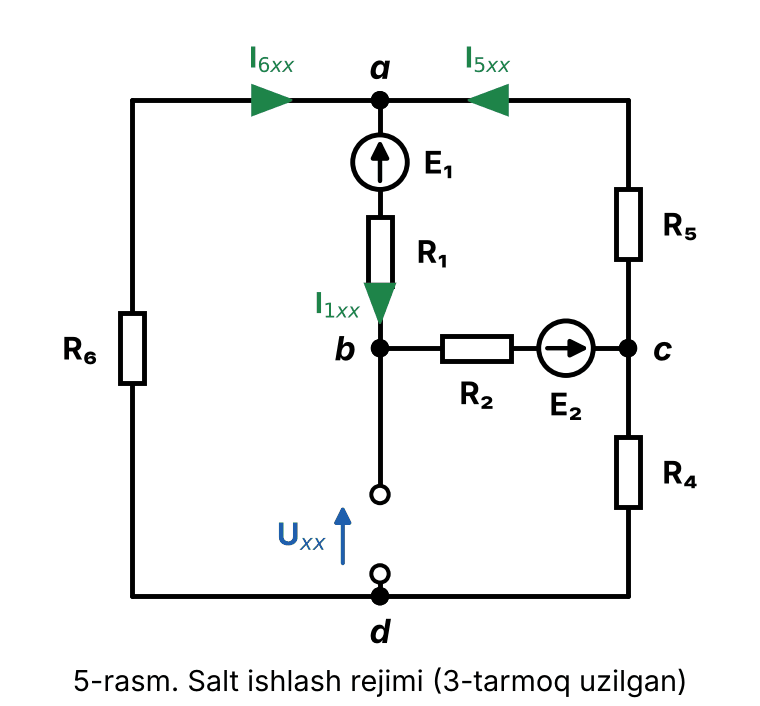 I6xx
a
I5xx
E₁
R₁
R₅
I1xx
b
c
R₆
R₂
E₂
R₄
Uxx
d
5-rasm. Salt ishlash rejimi (3-tarmoq uzilgan)